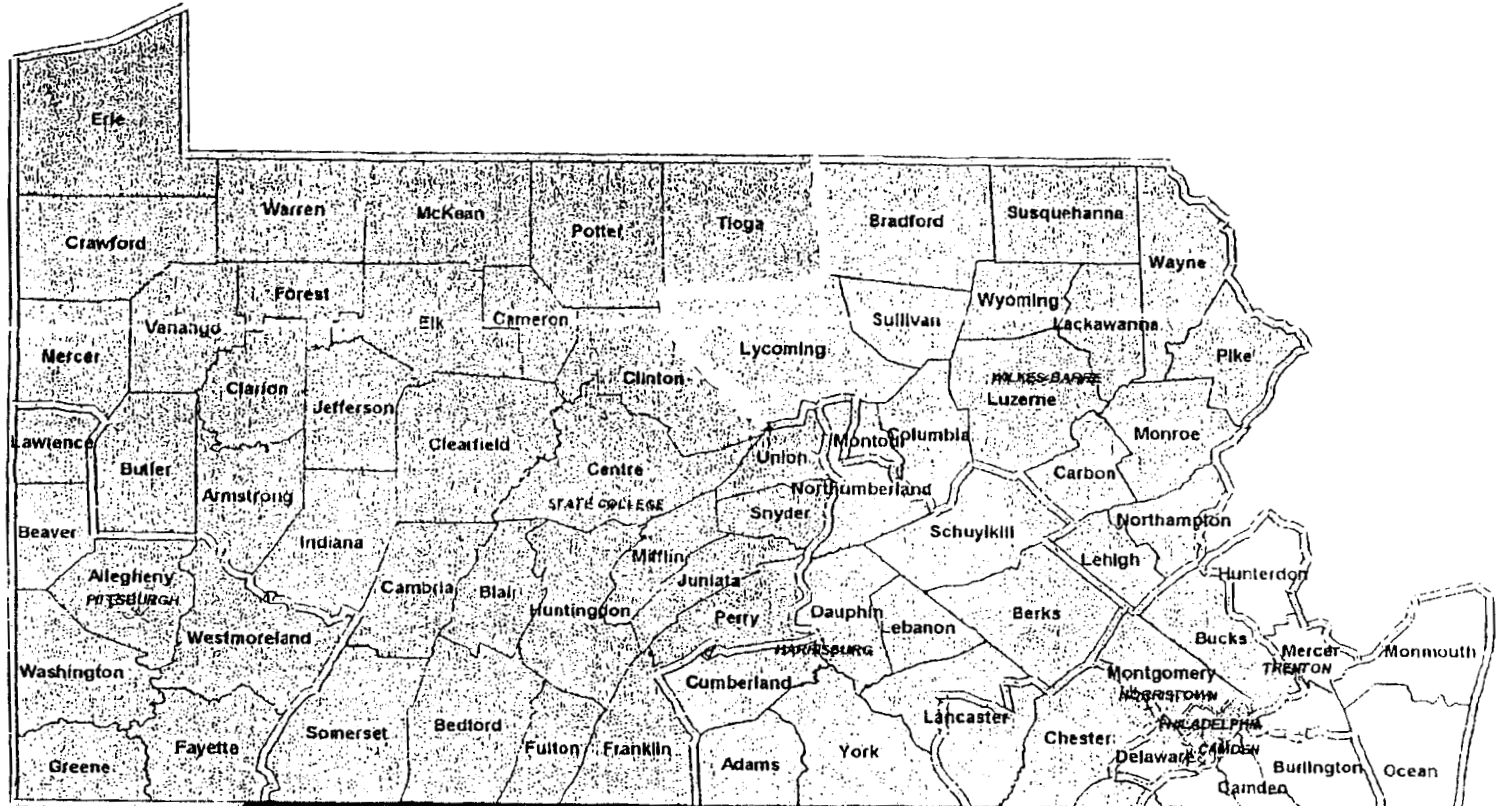 Erie
Warren
McKean
Potter
Tioga
Bradford
Susquehanna
Crawford
Wayne
Forest
Elk
Cameron
Venango
Wyoming
Lackawanna
Sullivan
Mercer
Lycoming
Pike
Clarion
Clinton
WILKES-BARRE
Luzerne
Jefferson
Lawrence
Clearfield
Montour
Columbia
Monroe
Butler
Union
Centre
Carbon
Armstrong
STATE COLLEGE
Northumberland
Snyder
Northampton
Beaver
Indiana
Schuylkill
Mifflin
Lehigh
Allegheny
PITTSBURGH
Juniata
Hunterdon
Cambria
Blair
Huntingdon
Perry
Dauphin
Lebanon
Berks
Westmoreland
Bucks
HARRISBURG
Mercer
TRENTON
Monmouth
Washington
Cumberland
Montgomery
NORRISTOWN
Lancaster
PHILADELPHIA
Somerset
Bedford
Fulton
Franklin
York
Chester
Fayette
Greene
Adams
Delaware
CAMDEN
Burlington
Camden
Ocean